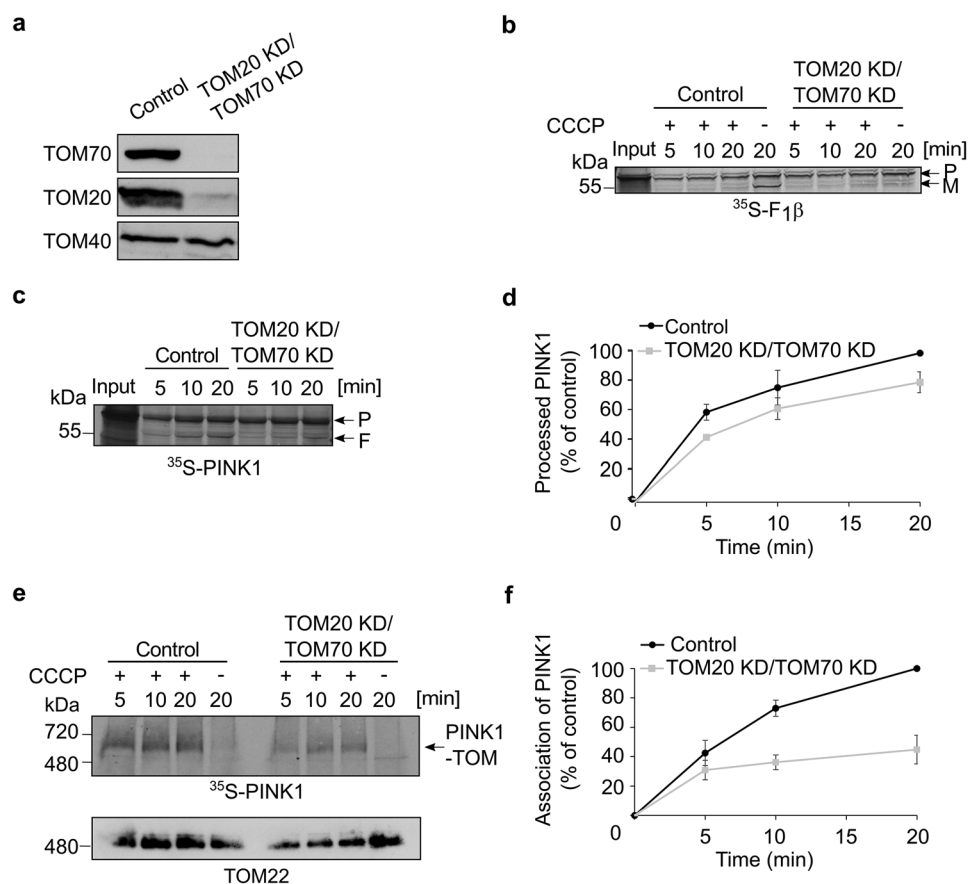 a
Control
TOM20 KD/
TOM70 KD
TOM70
TOM20
TOM40
b
TOM20 KD/
Control TOM70 KD
CCCP + + + - + + + -
kDa Input 5 10 20 20 5 10 20 20 [min]
55
P
M
35S-F1β
c
TOM20 KD/
Control TOM70 KD
kDa Input 5 10 20 5 10 20 [min]
55
P
F
35S-PINK1
d
Control
TOM20 KD/TOM70 KD
Processed PINK1
(% of control)
100
80
60
40
20
0 5 10 15 20
Time (min)
e
TOM20 KD/
Control TOM70 KD
CCCP + + + - + + + -
kDa 5 10 20 20 5 10 20 20 [min]
720
480
PINK1
-TOM
35S-PINK1
480
TOM22
f
Control
TOM20 KD/TOM70 KD
Association of PINK1
(% of control)
100
80
60
40
20
0 5 10 15 20
Time (min)